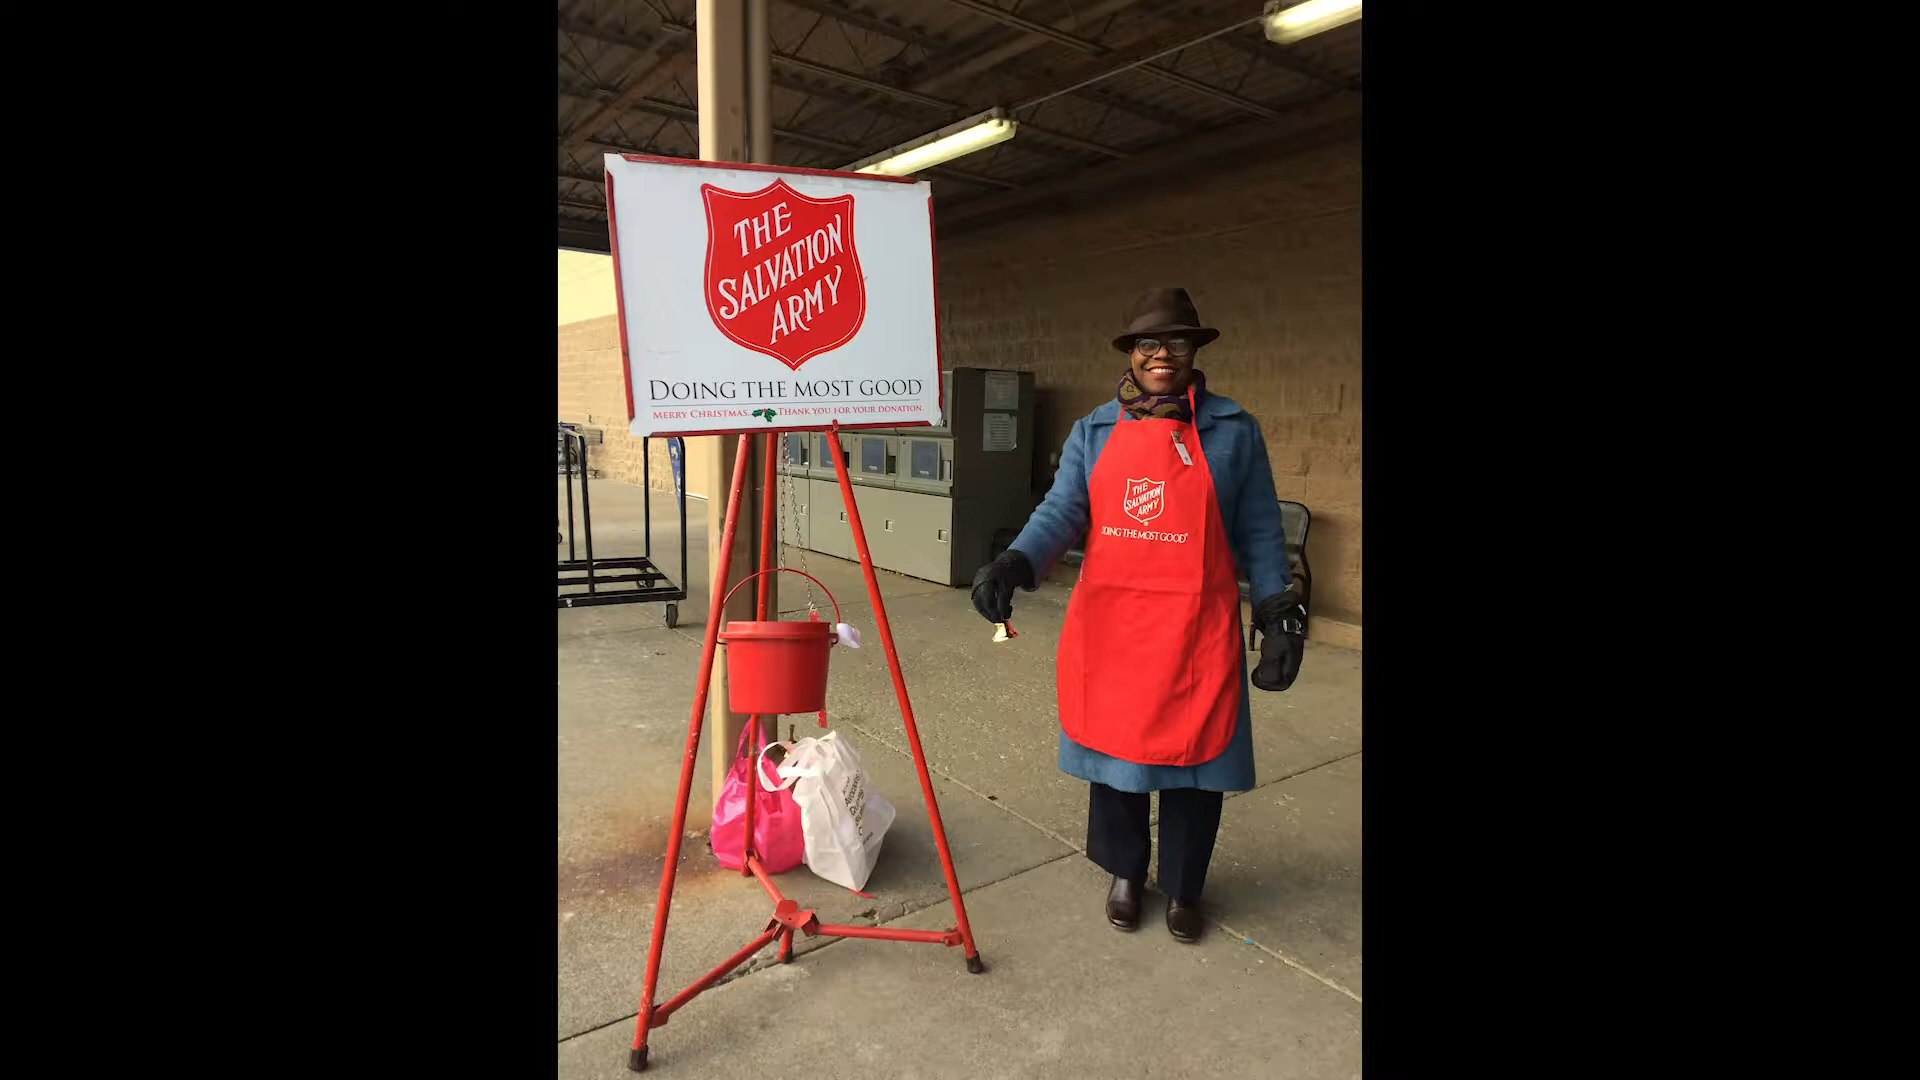 THE
SALVATION
ARMY
DOING THE MOST GOOD
MERRY CHRISTMAS. THANK YOU FOR YOUR DONATION.
THE
SALVATION
ARMY
DOING THE MOST GOOD